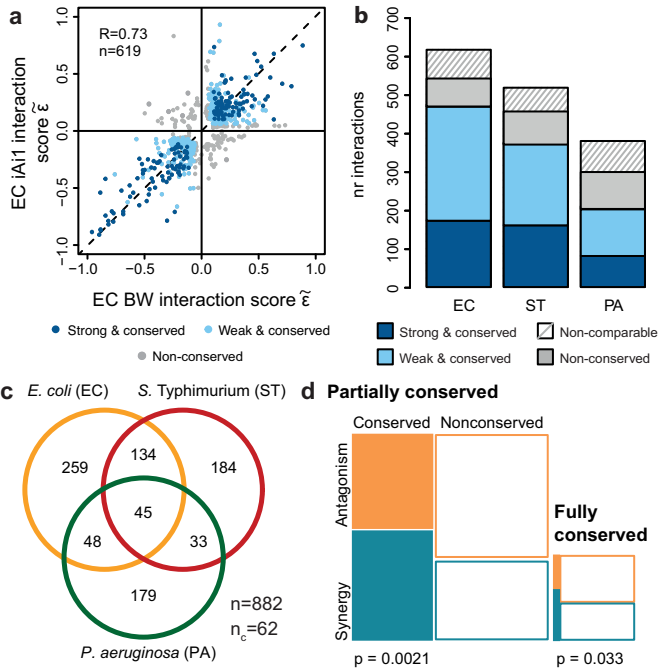 a
R=0.73
n=619
EC iAi1 interaction
score ε̃
1.0
0.5
0.0
−0.5
−1.0
−1.0 −0.5 0.0 0.5 1.0
EC BW interaction score ε̃
Strong & conserved
Weak & conserved
Non-conserved
b
nr interactions
700
600
500
400
300
200
100
0
EC ST PA
Strong & conserved
Non-comparable
Weak & conserved
Non-conserved
c
E. coli (EC)
S. Typhimurium (ST)
259
134
184
45
48
33
179
n=882
nc=62
P. aeruginosa (PA)
d Partially conserved
Conserved Nonconserved
Antagonism
Synergy
Fully
conserved
p = 0.0021
p = 0.033